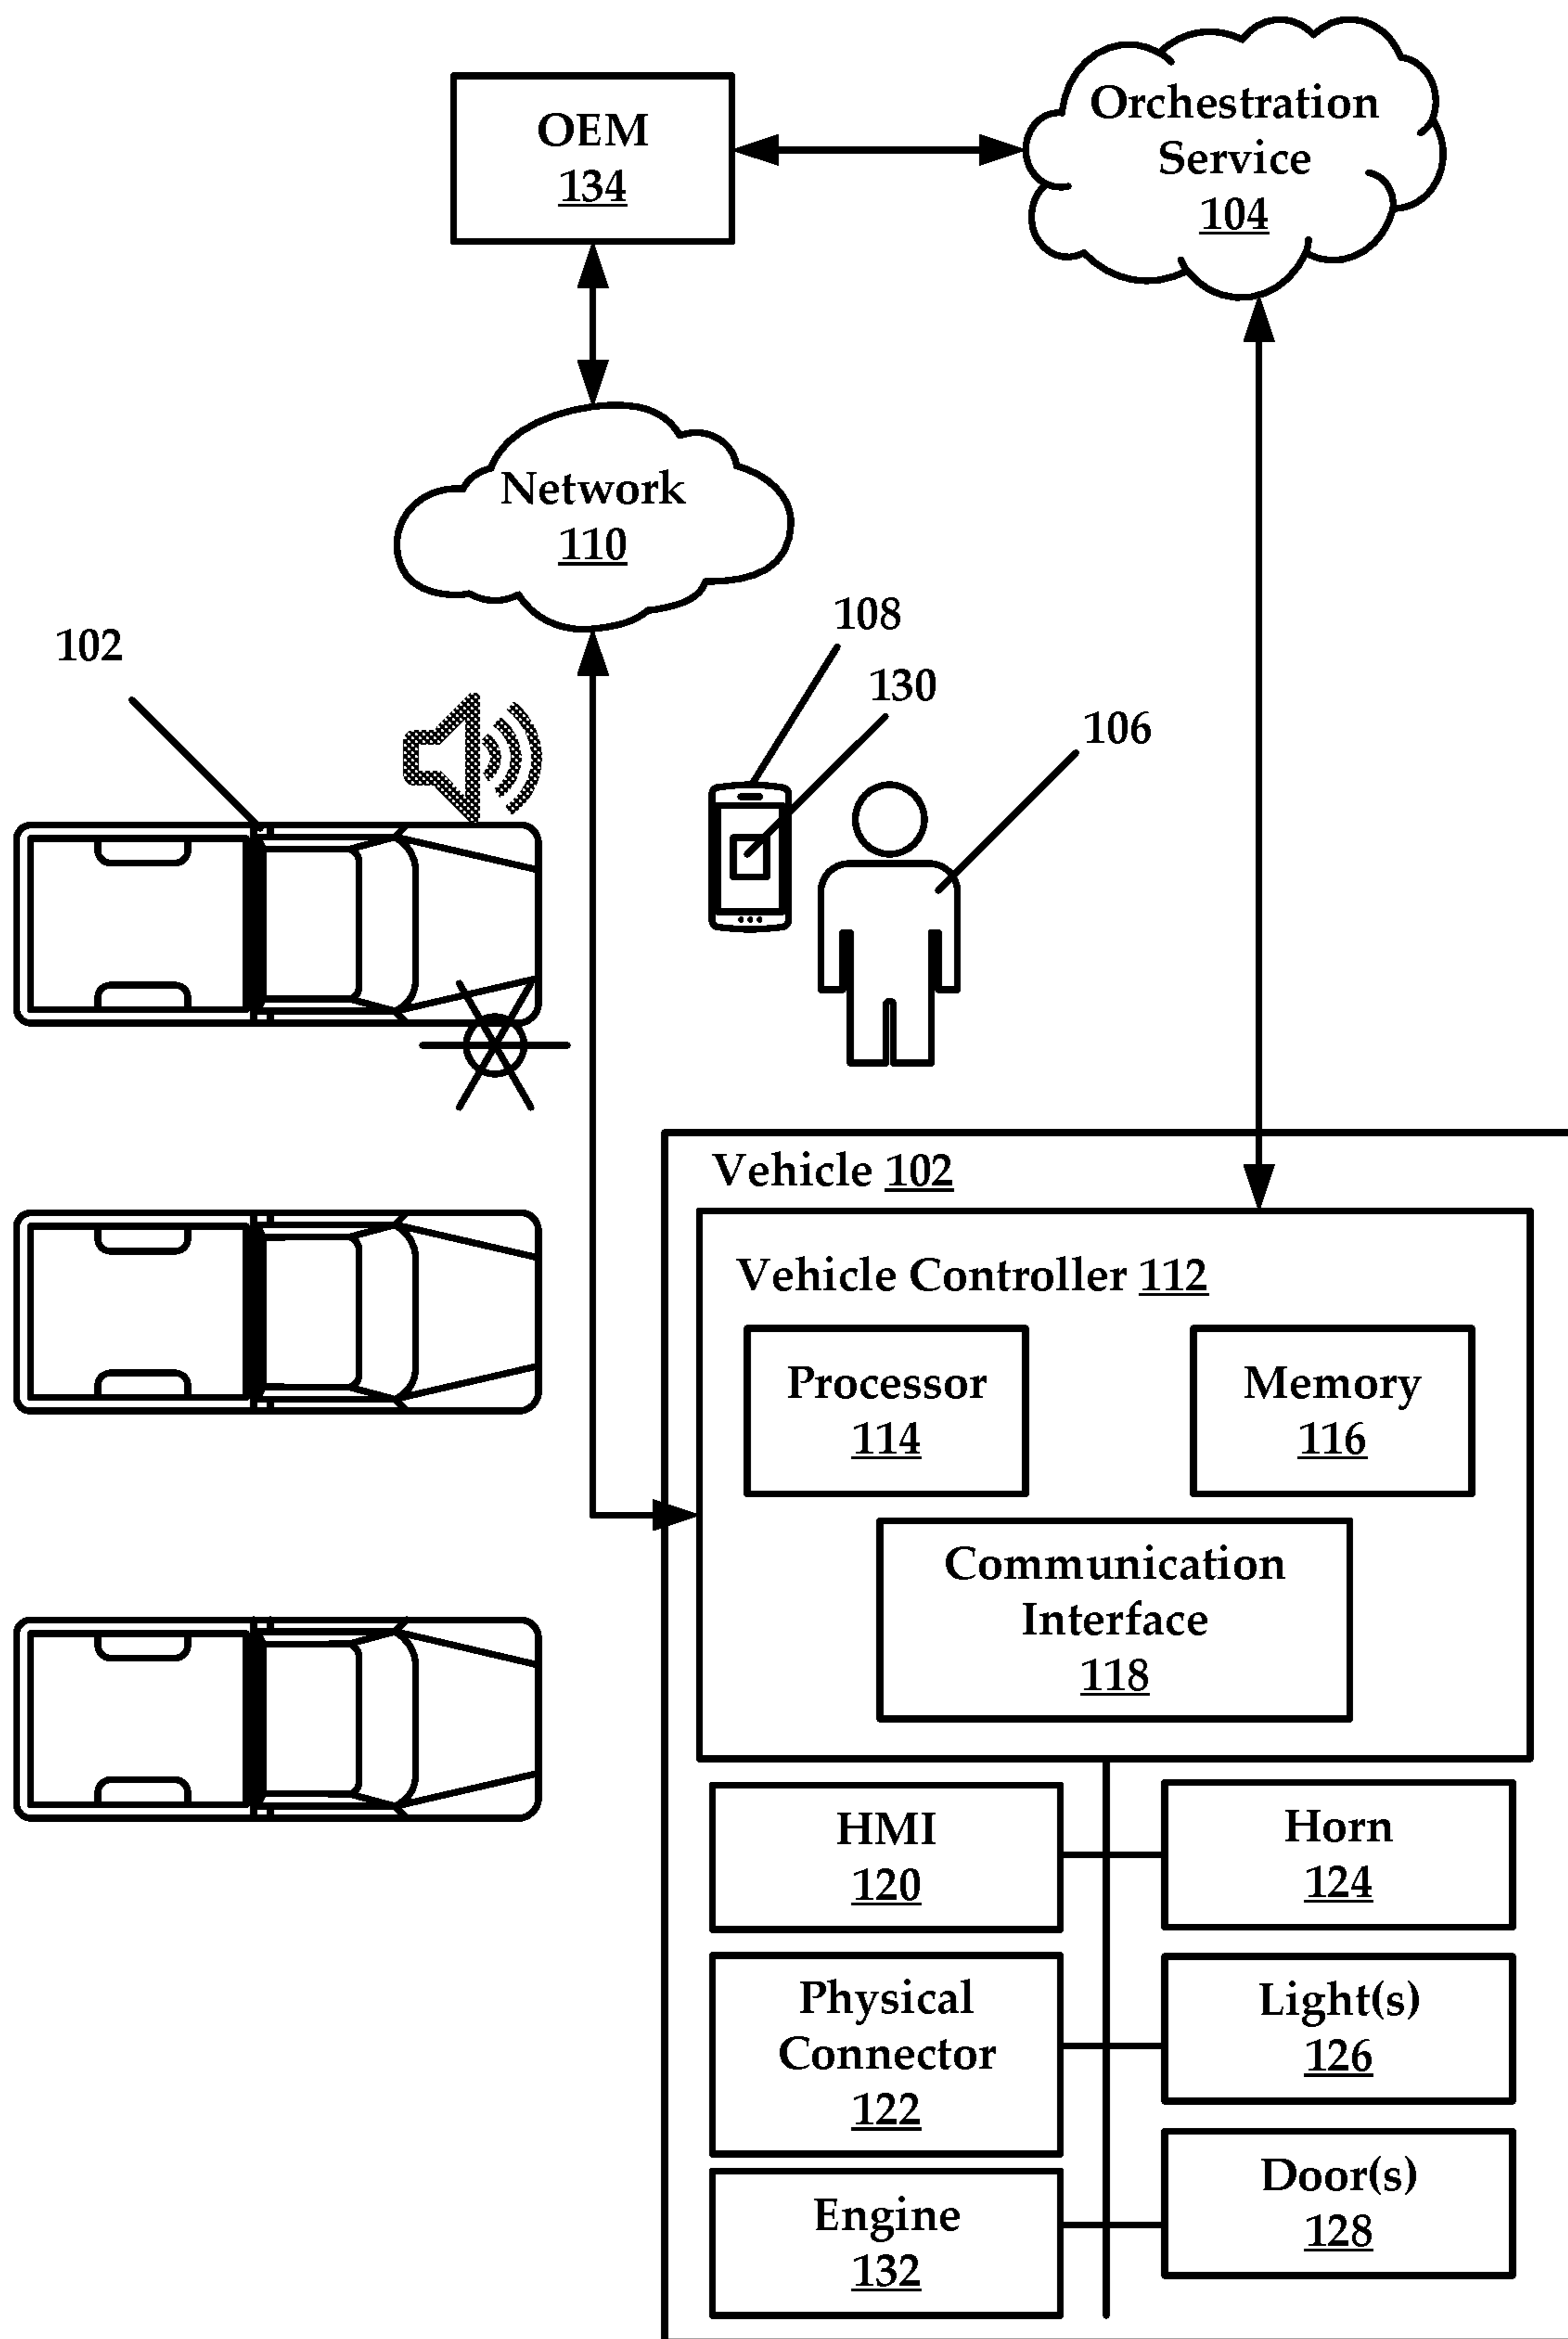 OEM
134
Orchestration
Service
104
Network
110
102
108
130
106
Vehicle 102
Vehicle Controller 112
Processor
114
Memory
116
Communication
Interface
118
HMI
120
Horn
124
Physical
Connector
122
Light(s)
126
Engine
132
Door(s)
128